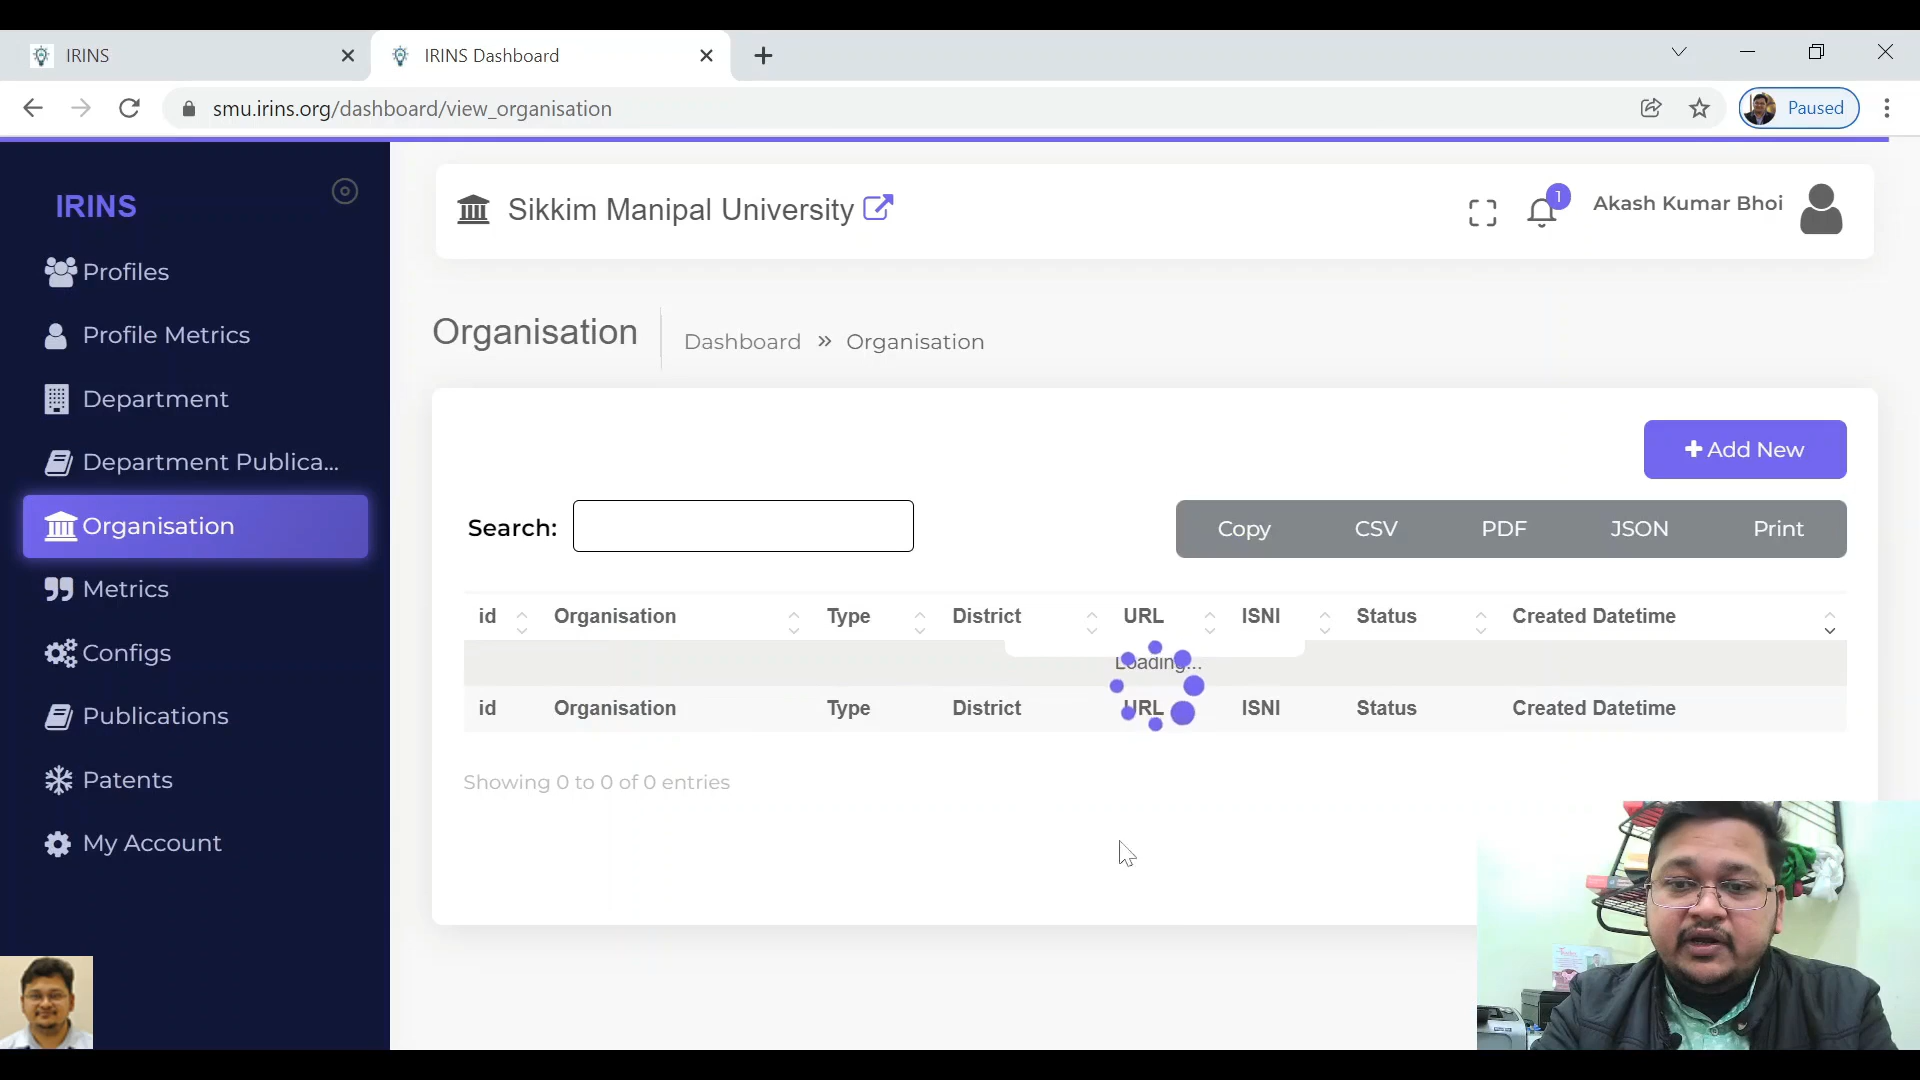 IRINS
IRINS Dashboard
smu.irins.org/dashboard/view_organisation
Paused
IRINS
Sikkim Manipal University
1
Akash Kumar Bhoi
Profiles
Profile Metrics
Department
Department Publica...
Organisation
Metrics
Configs
Publications
Patents
My Account
Organisation
Dashboard » Organisation
Add New
Search:
Copy CSV PDF JSON Print
id Organisation Type District URL ISNI Status Created Datetime
Loading...
id Organisation Type District URL ISNI Status Created Datetime
Showing 0 to 0 of 0 entries